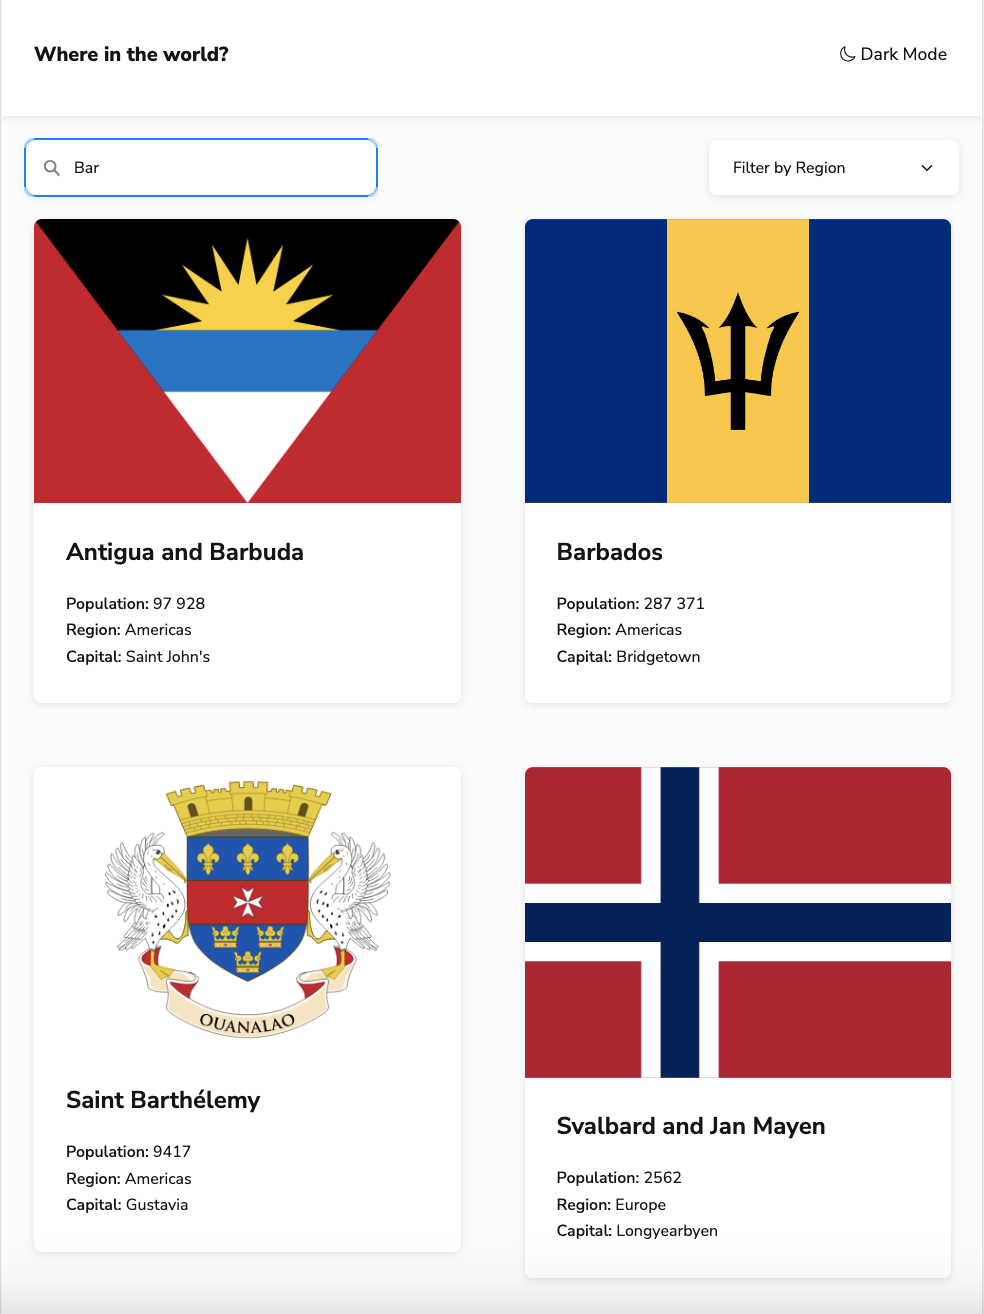 Where in the world?
Dark Mode
Bar
Filter by Region
Antigua and Barbuda
Population: 97 928
Region: Americas
Capital: Saint John's
Barbados
Population: 287 371
Region: Americas
Capital: Bridgetown
OUANALAO
Saint Barthélemy
Population: 9417
Region: Americas
Capital: Gustavia
Svalbard and Jan Mayen
Population: 2562
Region: Europe
Capital: Longyearbyen